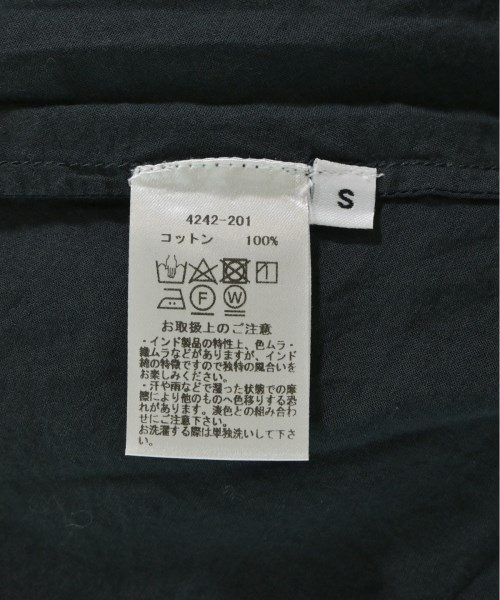 S
4242-201
コットン 100%
F W
お取扱上のご注意
・インド製品の特性上、色ムラ・
織ムラなどがありますが、インド
綿の特徴ですので独特の風合いを
お楽しみください。
・汗や雨などで湿った状態での摩
擦により他のものへ色移りする恐
れがあります。淡色との組み合わ
せにご注意下さい。
お洗濯する際は単独洗いして下さ
い。